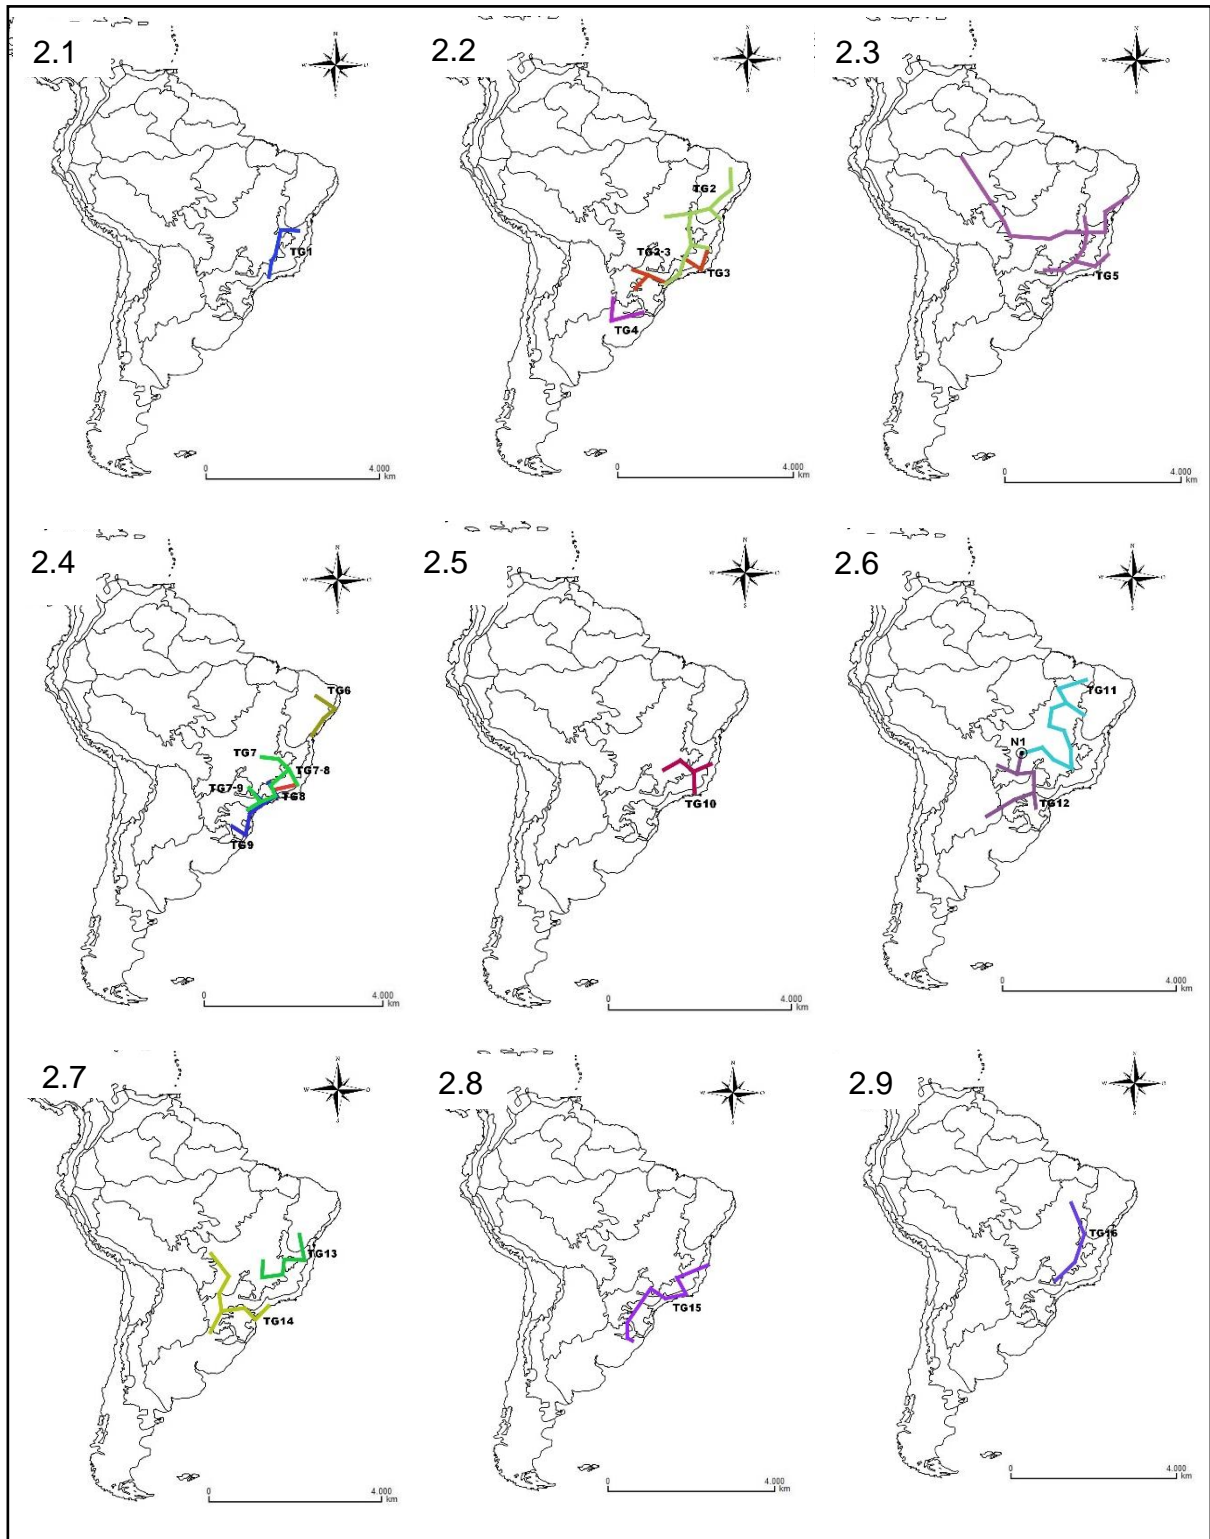 2.1
N
W
O
S
TG1
0
4.000
km
2.2
N
W
O
S
TG2
TG2-3
TG3
TG4
0
4.000
km
2.3
N
W
O
S
TG5
0
4.000
km
2.4
N
W
O
S
TG6
TG7
TG7-8
TG7-9
TG8
TG9
0
4.000
km
2.5
N
W
O
S
TG10
0
4.000
km
2.6
N
W
O
S
TG11
N1
TG12
0
4.000
km
2.7
N
W
O
S
TG13
TG14
0
4.000
km
2.8
N
W
O
S
TG15
0
4.000
km
2.9
N
W
O
S
TG16
0
4.000
km